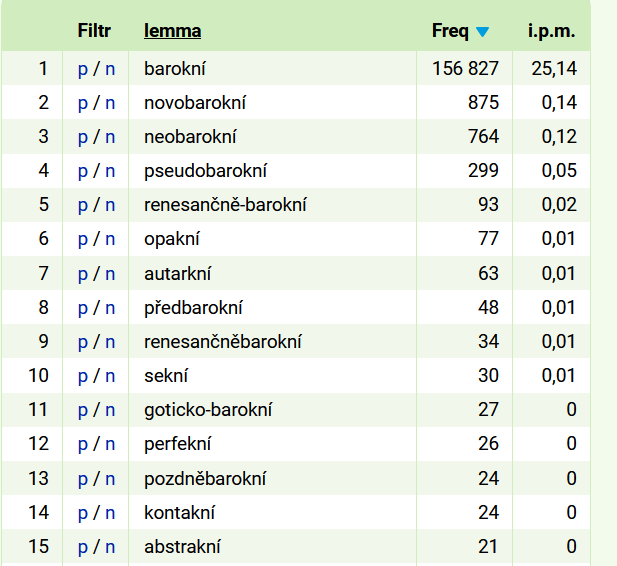 Filtr lemma Freq i.p.m.
1 p / n barokní 156 827 25,14
2 p / n novobarokní 875 0,14
3 p / n neobarokní 764 0,12
4 p / n pseudobarokní 299 0,05
5 p / n renesančně-barokní 93 0,02
6 p / n opakní 77 0,01
7 p / n autarkní 63 0,01
8 p / n předbarokní 48 0,01
9 p / n renesančněbarokní 34 0,01
10 p / n sekní 30 0,01
11 p / n goticko-barokní 27 0
12 p / n perfekní 26 0
13 p / n pozdněbarokní 24 0
14 p / n kontakní 24 0
15 p / n abstrakní 21 0